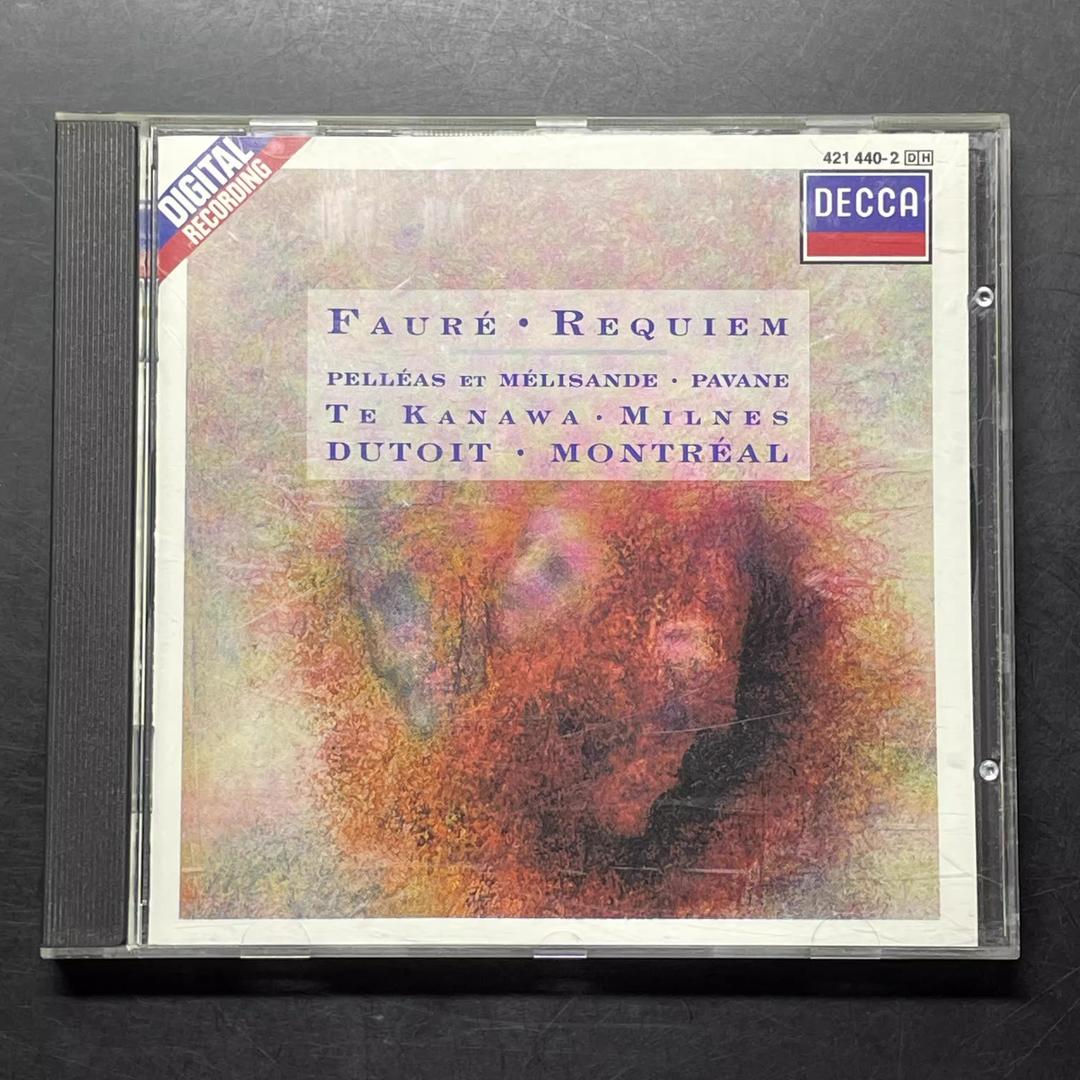 DIGITAL
RECORDING
421 440-2 DH
DECCA
FAURÉ · REQUIEM
PELLÉAS ET MÉLISANDE · PAVANE
TE KANAWA · MILNES
DUTOIT · MONTRÉAL